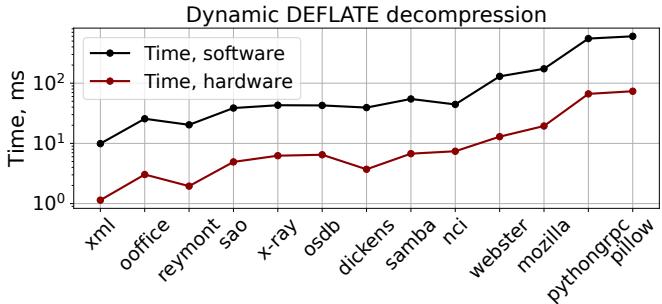 Dynamic DEFLATE decompression
Time, software
Time, hardware
Time, ms
10²
10¹
10⁰
xml
ooffice
reymont
sao
x-ray
osdb
dickens
samba
nci
webster
mozilla
pythongrpc
pillow